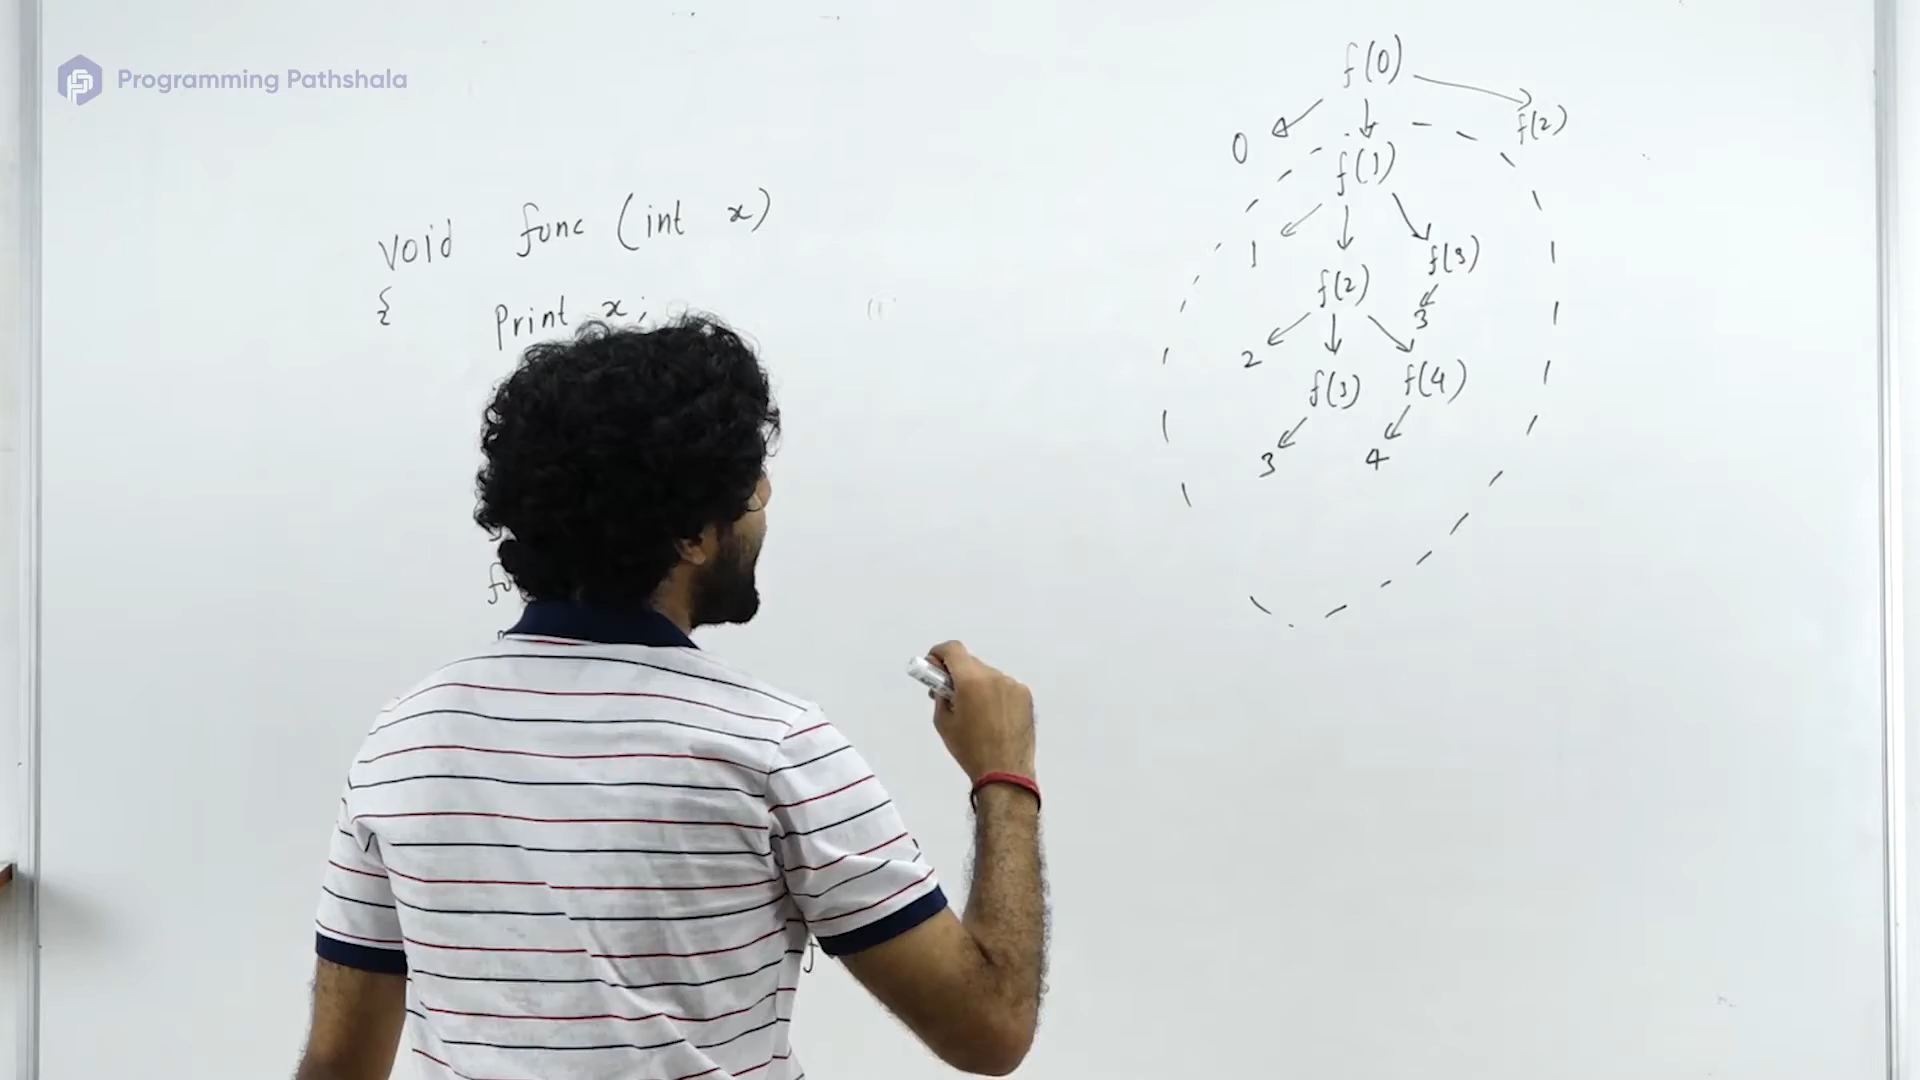 Programming Pathshala
void func (int x)
{ Print x;
fu
f(0)
0 f(1) f(2)
1 f(2) f(3)
2 f(3) f(4) 3
3 4